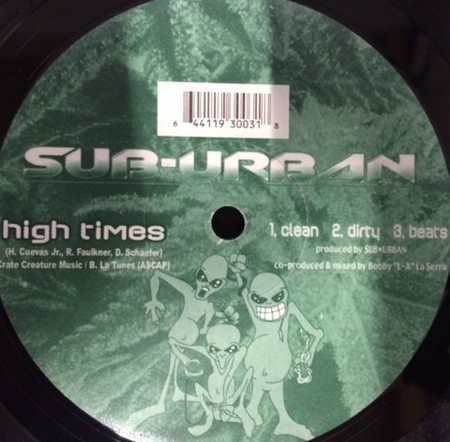 6 44119 30031 8
SUB-URBAN
high times
(H. Cuevas Jr., R. Faulkner, D. Schaefer)
Crate Creature Music / B. La Tunes (ASCAP)
1, clean 2, dirty 3, beats
produced by SUB•URBAN
co-produced & mixed by Bobby "L-A" La Serra